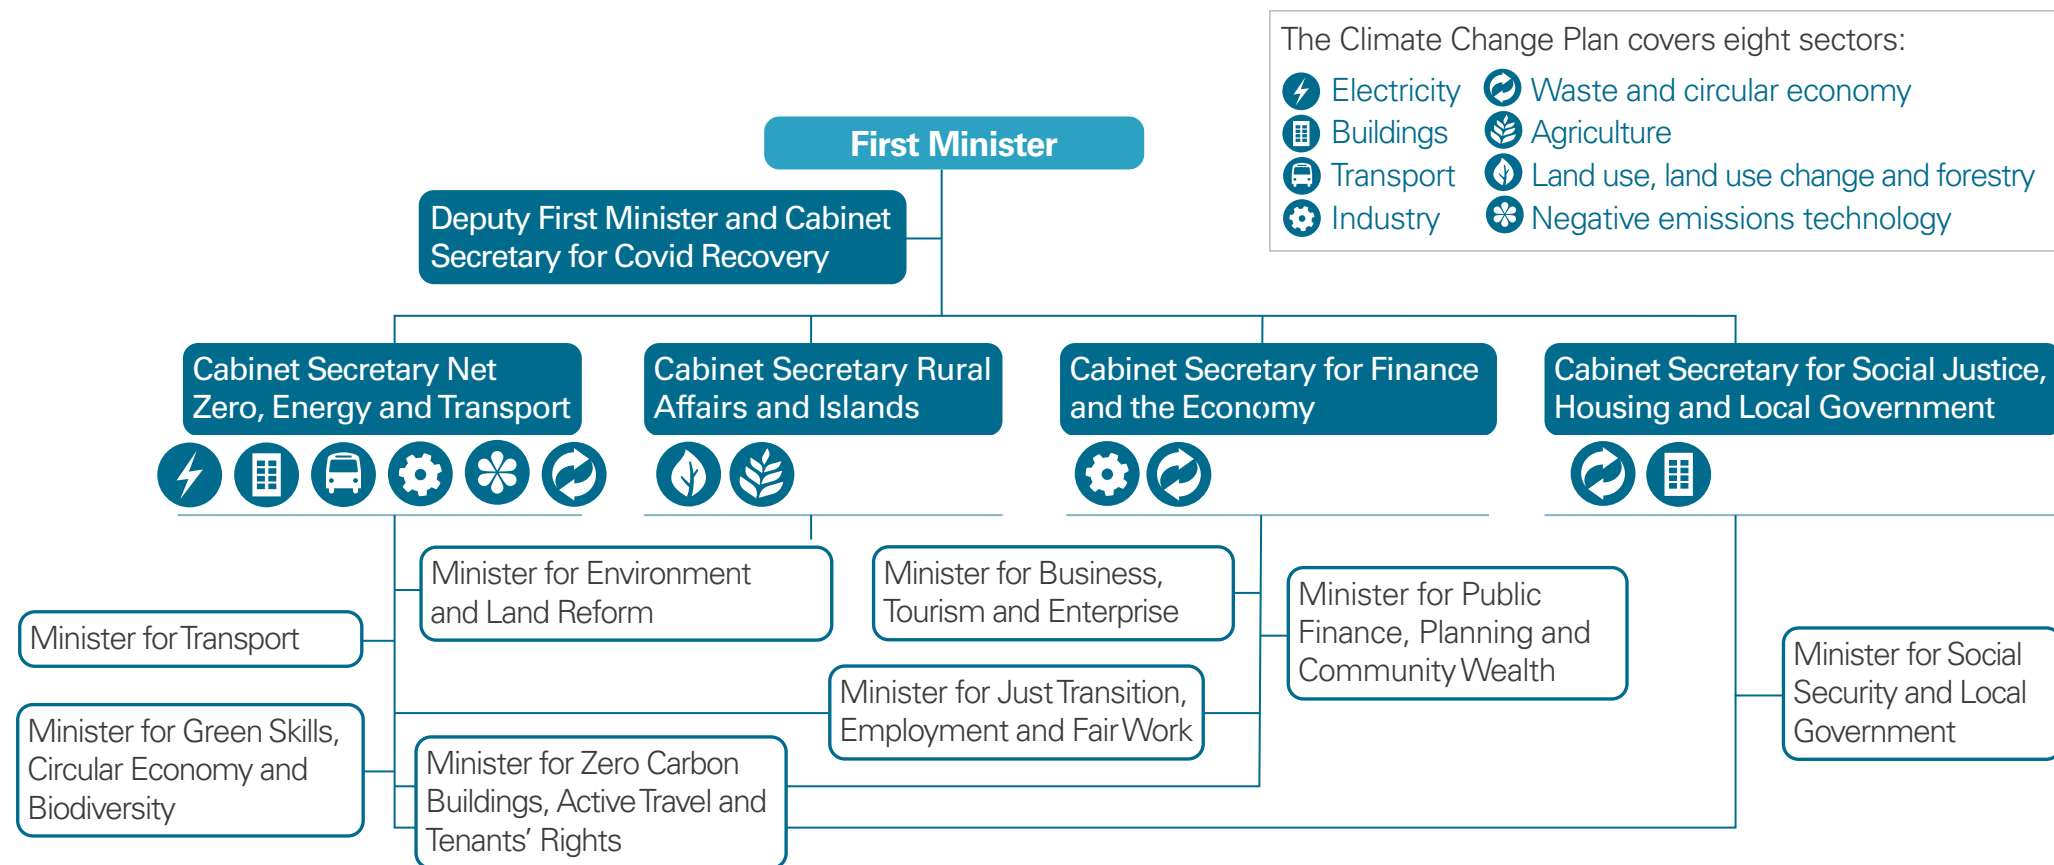 The Climate Change Plan covers eight sectors:
Electricity
Waste and circular economy
Buildings
Agriculture
Transport
Land use, land use change and forestry
Industry
Negative emissions technology
First Minister
Deputy First Minister and Cabinet
Secretary for Covid Recovery
Cabinet Secretary Net
Zero, Energy and Transport
Cabinet Secretary Rural
Affairs and Islands
Cabinet Secretary for Finance
and the Economy
Cabinet Secretary for Social Justice,
Housing and Local Government
Minister for Environment
and Land Reform
Minister for Business,
Tourism and Enterprise
Minister for Public
Finance, Planning and
Community Wealth
Minister for Transport
Minister for Social
Security and Local
Government
Minister for Just Transition,
Employment and Fair Work
Minister for Green Skills,
Circular Economy and
Biodiversity
Minister for Zero Carbon
Buildings, Active Travel and
Tenants’ Rights